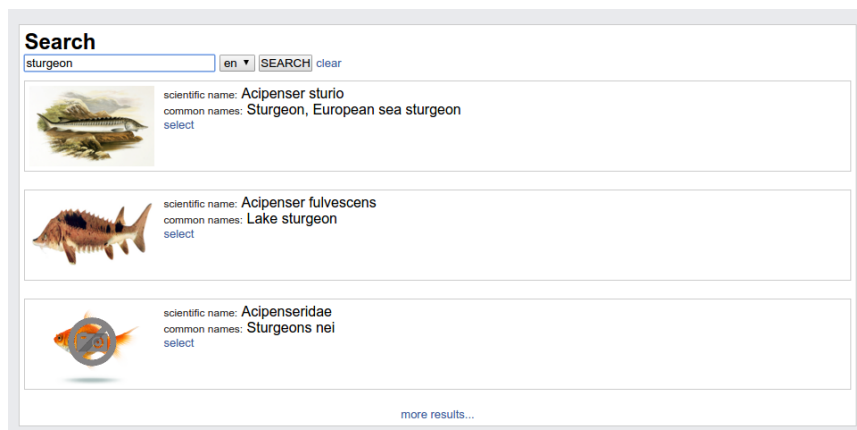 Search
sturgeon en SEARCH clear
scientific name: Acipenser sturio
common names: Sturgeon, European sea sturgeon
select
scientific name: Acipenser fulvescens
common names: Lake sturgeon
select
scientific name: Acipenseridae
common names: Sturgeons nei
select
more results...